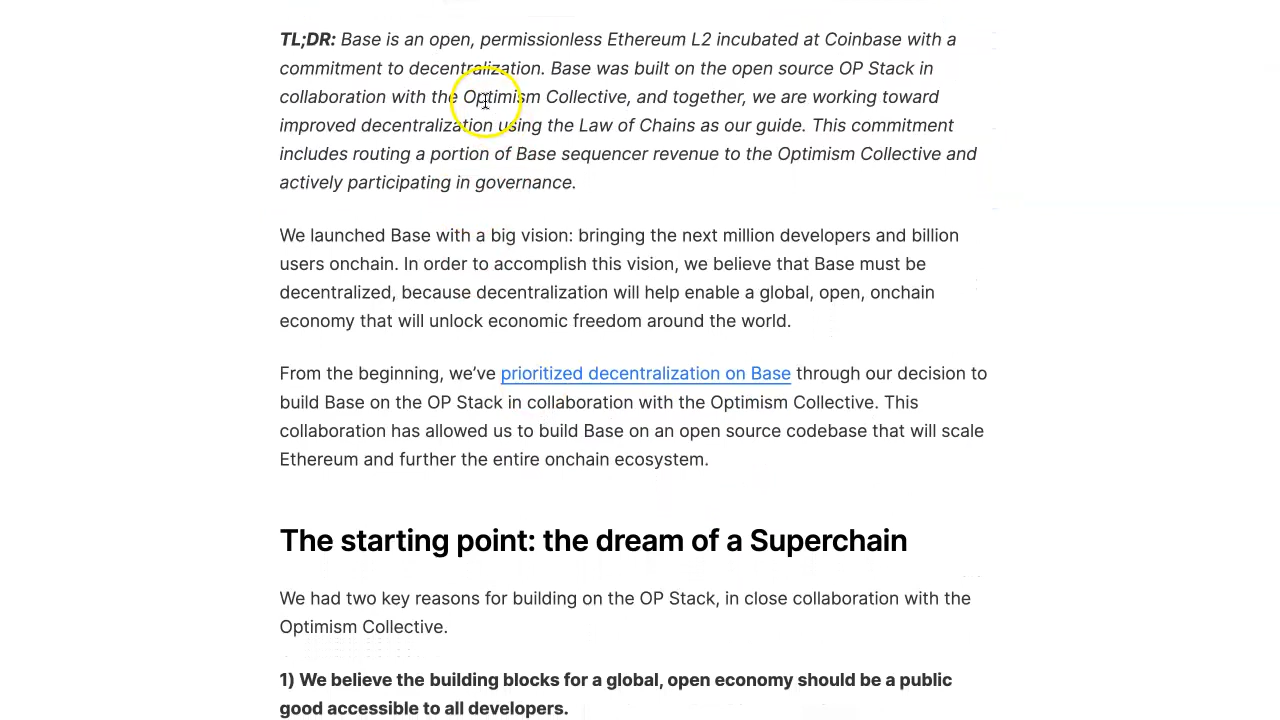 TL;DR: Base is an open, permissionless Ethereum L2 incubated at Coinbase with a
commitment to decentralization. Base was built on the open source OP Stack in
collaboration with the Optimism Collective, and together, we are working toward
improved decentralization using the Law of Chains as our guide. This commitment
includes routing a portion of Base sequencer revenue to the Optimism Collective and
actively participating in governance.
We launched Base with a big vision: bringing the next million developers and billion
users onchain. In order to accomplish this vision, we believe that Base must be
decentralized, because decentralization will help enable a global, open, onchain
economy that will unlock economic freedom around the world.
From the beginning, we’ve prioritized decentralization on Base through our decision to
build Base on the OP Stack in collaboration with the Optimism Collective. This
collaboration has allowed us to build Base on an open source codebase that will scale
Ethereum and further the entire onchain ecosystem.
The starting point: the dream of a Superchain
We had two key reasons for building on the OP Stack, in close collaboration with the
Optimism Collective.
1) We believe the building blocks for a global, open economy should be a public
good accessible to all developers.